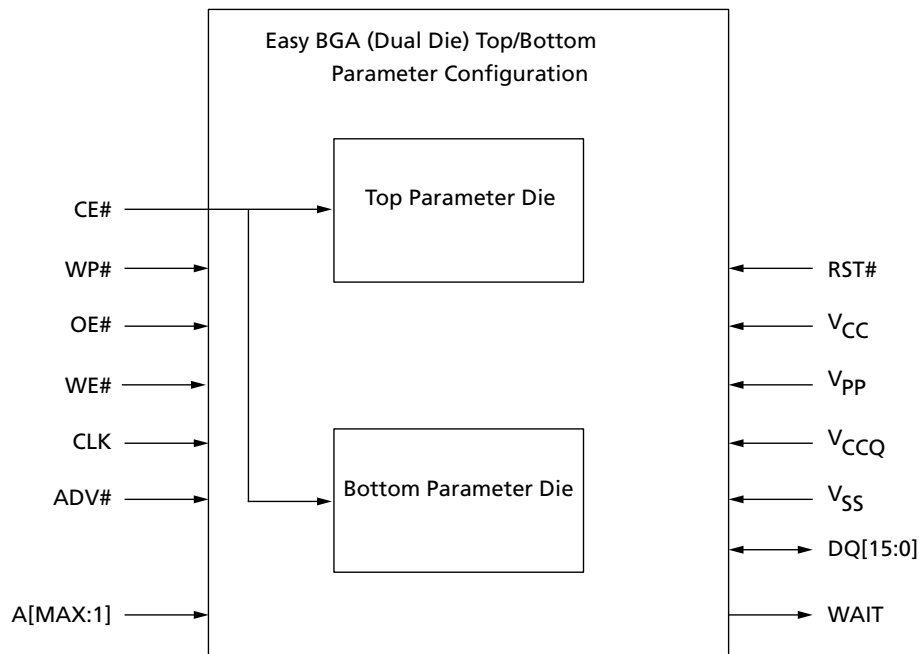 Easy BGA (Dual Die) Top/Bottom
Parameter Configuration
Top Parameter Die
CE#
WP#
RST#
OE#
VCC
WE#
VPP
CLK
VCCQ
Bottom Parameter Die
ADV#
VSS
DQ[15:0]
A[MAX:1]
WAIT